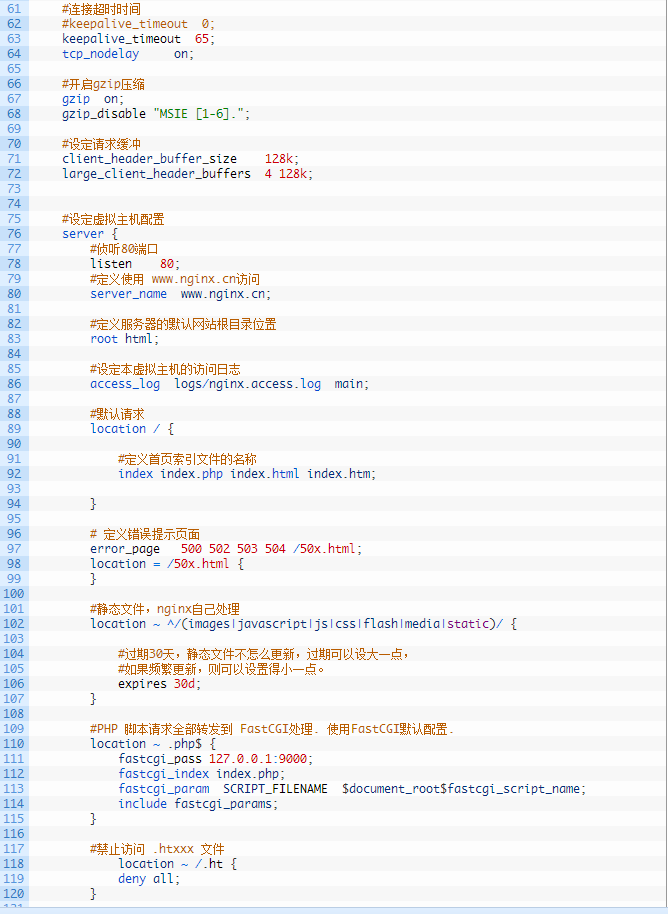 61 #连接超时时间
62 #keepalive_timeout  0;
63 keepalive_timeout  65;
64 tcp_nodelay     on;
65
66 #开启gzip压缩
67 gzip  on;
68 gzip_disable "MSIE [1-6].";
69
70 #设定请求缓冲
71 client_header_buffer_size    128k;
72 large_client_header_buffers  4 128k;
73
74
75 #设定虚拟主机配置
76 server {
77     #侦听80端口
78     listen    80;
79     #定义使用 www.nginx.cn访问
80     server_name  www.nginx.cn;
81
82     #定义服务器的默认网站根目录位置
83     root html;
84
85     #设定本虚拟主机的访问日志
86     access_log  logs/nginx.access.log  main;
87
88     #默认请求
89     location / {
90
91         #定义首页索引文件的名称
92         index index.php index.html index.htm;
93
94     }
95
96     # 定义错误提示页面
97     error_page   500 502 503 504 /50x.html;
98     location = /50x.html {
99     }
100
101     #静态文件，nginx自己处理
102     location ~ ^/(images|javascript|js|css|flash|media|static)/ {
103
104         #过期30天，静态文件不怎么更新，过期可以设大一点，
105         #如果频繁更新，则可以设置得小一点。
106         expires 30d;
107     }
108
109     #PHP 脚本请求全部转发到 FastCGI处理. 使用FastCGI默认配置.
110     location ~ .php$ {
111         fastcgi_pass 127.0.0.1:9000;
112         fastcgi_index index.php;
113         fastcgi_param  SCRIPT_FILENAME  $document_root$fastcgi_script_name;
114         include fastcgi_params;
115     }
116
117     #禁止访问 .htxxx 文件
118         location ~ /.ht {
119         deny all;
120     }